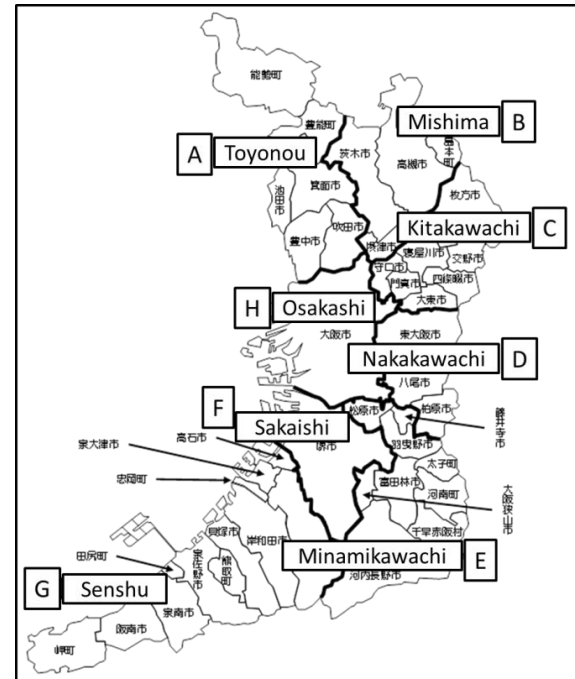 能勢町
豊能町
Mishima
B
島本町
A
Toyonou
茨木市
高槻市
箕面市
池田市
枚方市
吹田市
豊中市
摂津市
Kitakawachi
C
寝屋川市
交野市
守口市
門真市
四條畷市
大東市
H
Osakashi
大阪市
東大阪市
Nakakawachi
D
八尾市
松原市
柏原市
藤井寺市
F
Sakaishi
堺市
高石市
泉大津市
羽曳野市
太子町
忠岡町
富田林市
河南町
大阪狭山市
千早赤阪村
貝塚市
岸和田市
Minamikawachi
E
田尻町
泉佐野市
熊取町
河内長野市
G
Senshu
泉南市
阪南市
岬町